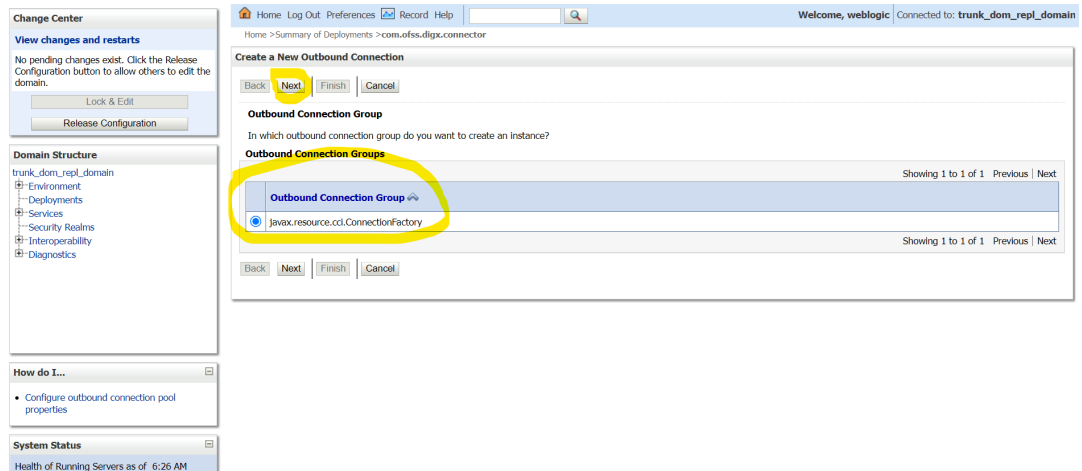 Change Center
View changes and restarts
No pending changes exist. Click the Release
Configuration button to allow others to edit the
domain.
Lock & Edit
Release Configuration
Domain Structure
trunk_dom_repl_domain
Environment
Deployments
Services
Security Realms
Interoperability
Diagnostics
How do I...
Configure outbound connection pool
properties
System Status
Health of Running Servers as of 6:26 AM
Home Log Out Preferences Record Help
Welcome, weblogic Connected to: trunk_dom_repl_domain
Home >Summary of Deployments >com.ofss.digx.connector
Create a New Outbound Connection
Back Next Finish Cancel
Outbound Connection Group
In which outbound connection group do you want to create an instance?
Outbound Connection Groups
Showing 1 to 1 of 1 Previous | Next
Outbound Connection Group
javax.resource.cci.ConnectionFactory
Showing 1 to 1 of 1 Previous | Next
Back Next Finish Cancel